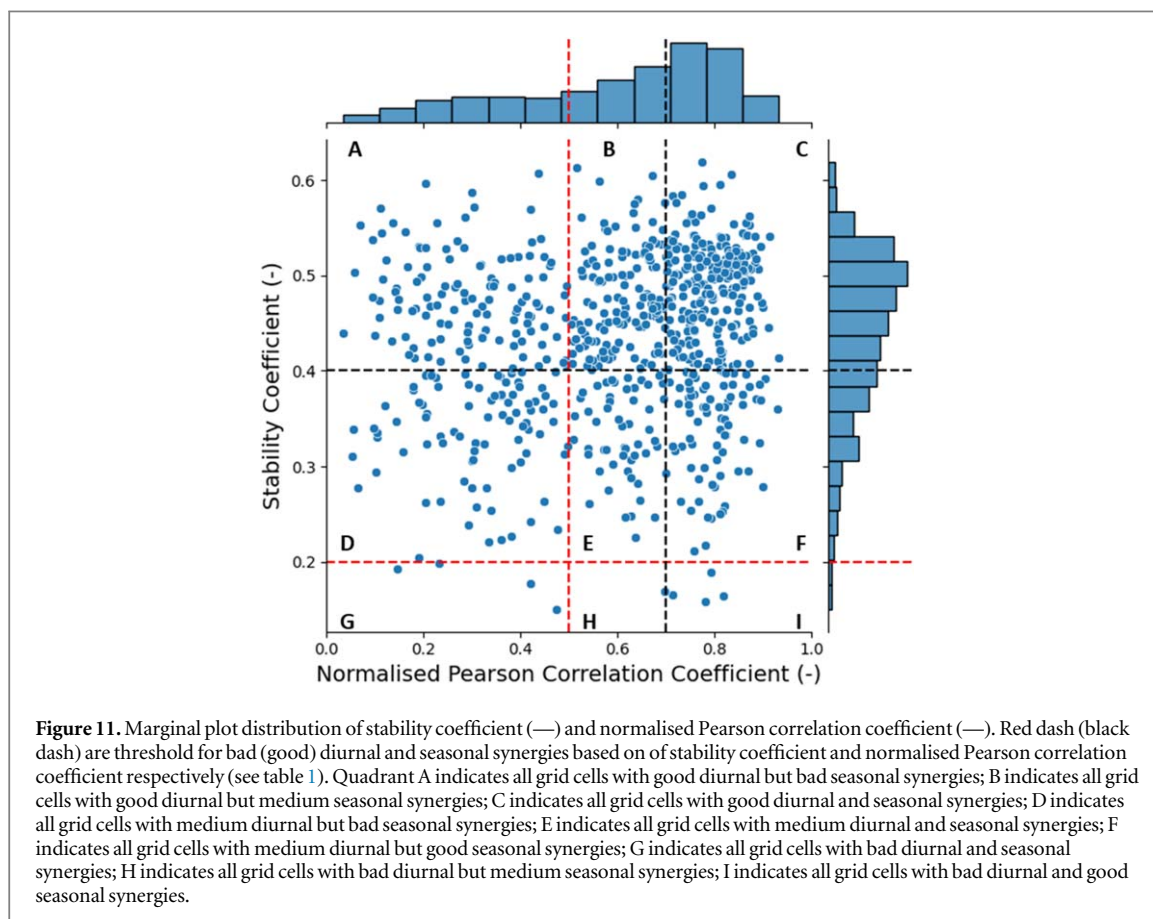 A
B
C
0.6
0.5
Stability Coefficient (-)
0.4
0.3
D
E
F
0.2
G
H
I
0.0
0.2
0.4
0.6
0.8
1.0
Normalised Pearson Correlation Coefficient (-)
Figure 11. Marginal plot distribution of stability coefficient (—) and normalised Pearson correlation coefficient (—). Red dash (black
dash) are threshold for bad (good) diurnal and seasonal synergies based on of stability coefficient and normalised Pearson correlation
coefficient respectively (see table 1). Quadrant A indicates all grid cells with good diurnal but bad seasonal synergies; B indicates all grid
cells with good diurnal but medium seasonal synergies; C indicates all grid cells with good diurnal and seasonal synergies; D indicates
all grid cells with medium diurnal but bad seasonal synergies; E indicates all grid cells with medium diurnal and seasonal synergies; F
indicates all grid cells with medium diurnal but good seasonal synergies; G indicates all grid cells with bad diurnal and seasonal
synergies; H indicates all grid cells with bad diurnal but medium seasonal synergies; I indicates all grid cells with bad diurnal and good
seasonal synergies.